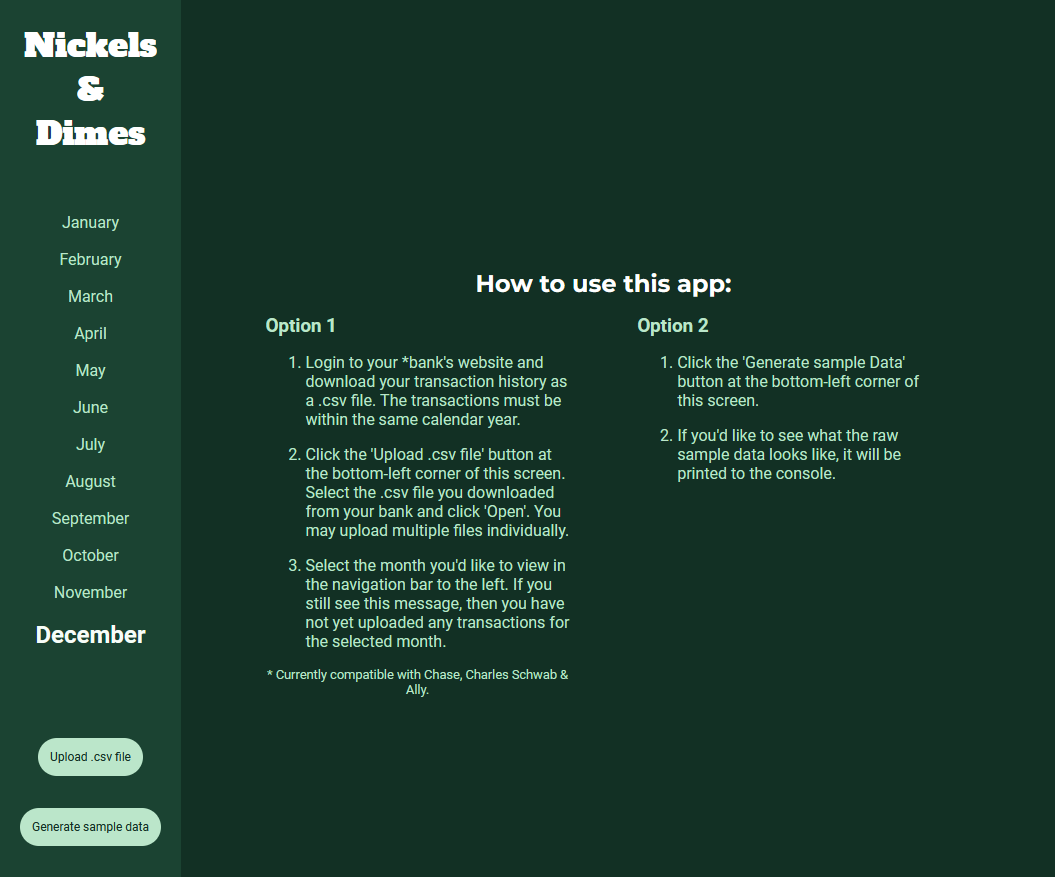 Nickels
&
Dimes
January
February
March
April
May
June
July
August
September
October
November
December
Upload .csv file
Generate sample data
How to use this app:
Option 1
1. Login to your *bank's website and
download your transaction history as
a .csv file. The transactions must be
within the same calendar year.
2. Click the 'Upload .csv file' button at
the bottom-left corner of this screen.
Select the .csv file you downloaded
from your bank and click 'Open'. You
may upload multiple files individually.
3. Select the month you'd like to view in
the navigation bar to the left. If you
still see this message, then you have
not yet uploaded any transactions for
the selected month.
* Currently compatible with Chase, Charles Schwab &
Ally.
Option 2
1. Click the 'Generate sample Data'
button at the bottom-left corner of
this screen.
2. If you'd like to see what the raw
sample data looks like, it will be
printed to the console.